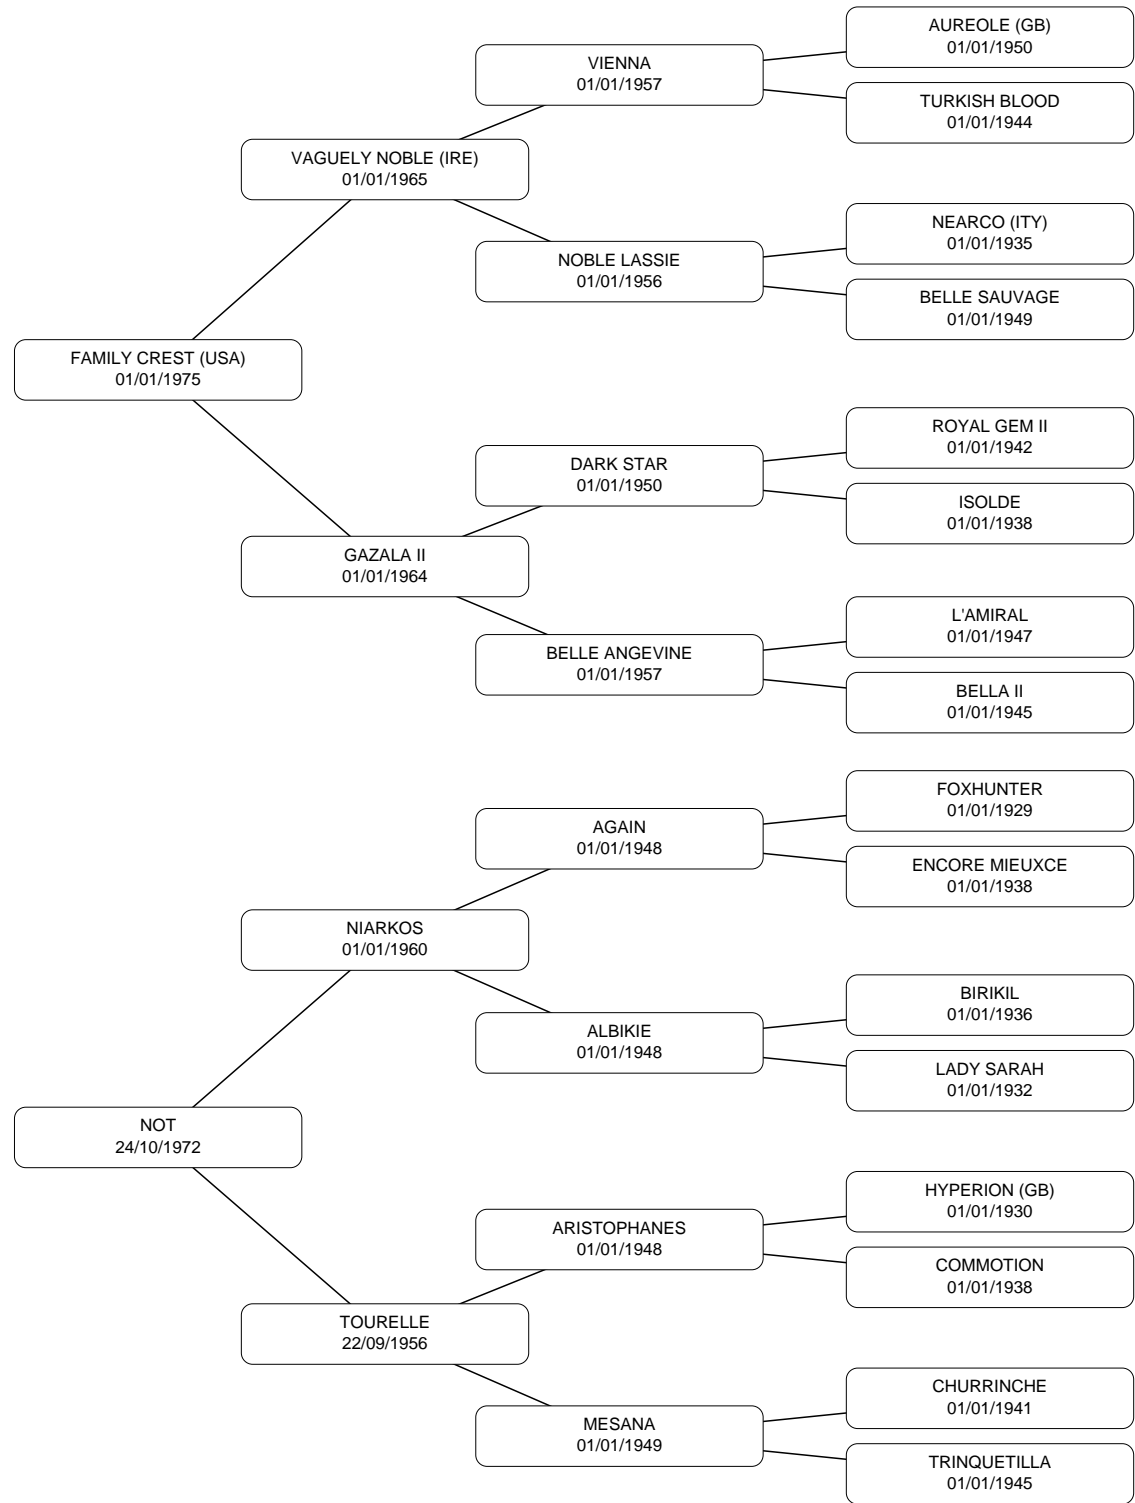 AUREOLE (GB)
01/01/1950
VIENNA
01/01/1957
TURKISH BLOOD
01/01/1944
VAGUELY NOBLE (IRE)
01/01/1965
NEARCO (ITY)
01/01/1935
NOBLE LASSIE
01/01/1956
BELLE SAUVAGE
01/01/1949
FAMILY CREST (USA)
01/01/1975
ROYAL GEM II
01/01/1942
DARK STAR
01/01/1950
ISOLDE
01/01/1938
GAZALA II
01/01/1964
L'AMIRAL
01/01/1947
BELLE ANGEVINE
01/01/1957
BELLA II
01/01/1945
FOXHUNTER
01/01/1929
AGAIN
01/01/1948
ENCORE MIEUXCE
01/01/1938
NIARKOS
01/01/1960
BIRIKIL
01/01/1936
ALBIKIE
01/01/1948
LADY SARAH
01/01/1932
NOT
24/10/1972
HYPERION (GB)
01/01/1930
ARISTOPHANES
01/01/1948
COMMOTION
01/01/1938
TOURELLE
22/09/1956
CHURRINCHE
01/01/1941
MESANA
01/01/1949
TRINQUETILLA
01/01/1945